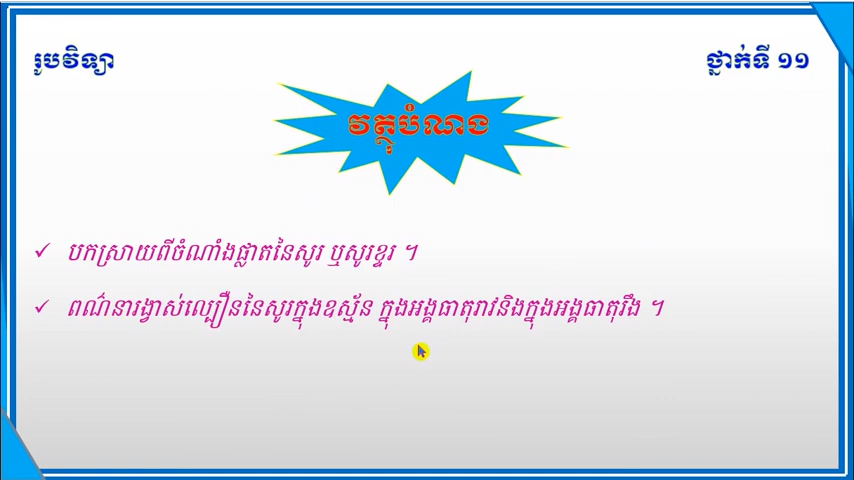 រូបវិទ្យា
ថ្នាក់ទី ១១
វត្ថុបំណង
បកស្រាយពីចំណាំងផ្លាតនៃសូរ ឬសូរខ្ទរ ។
ពណ៌នារង្វាស់ល្បឿននៃសូរក្នុងឧស្ម័ន ក្នុងអង្គធាតុរាវនិងក្នុងអង្គធាតុរឹង ។